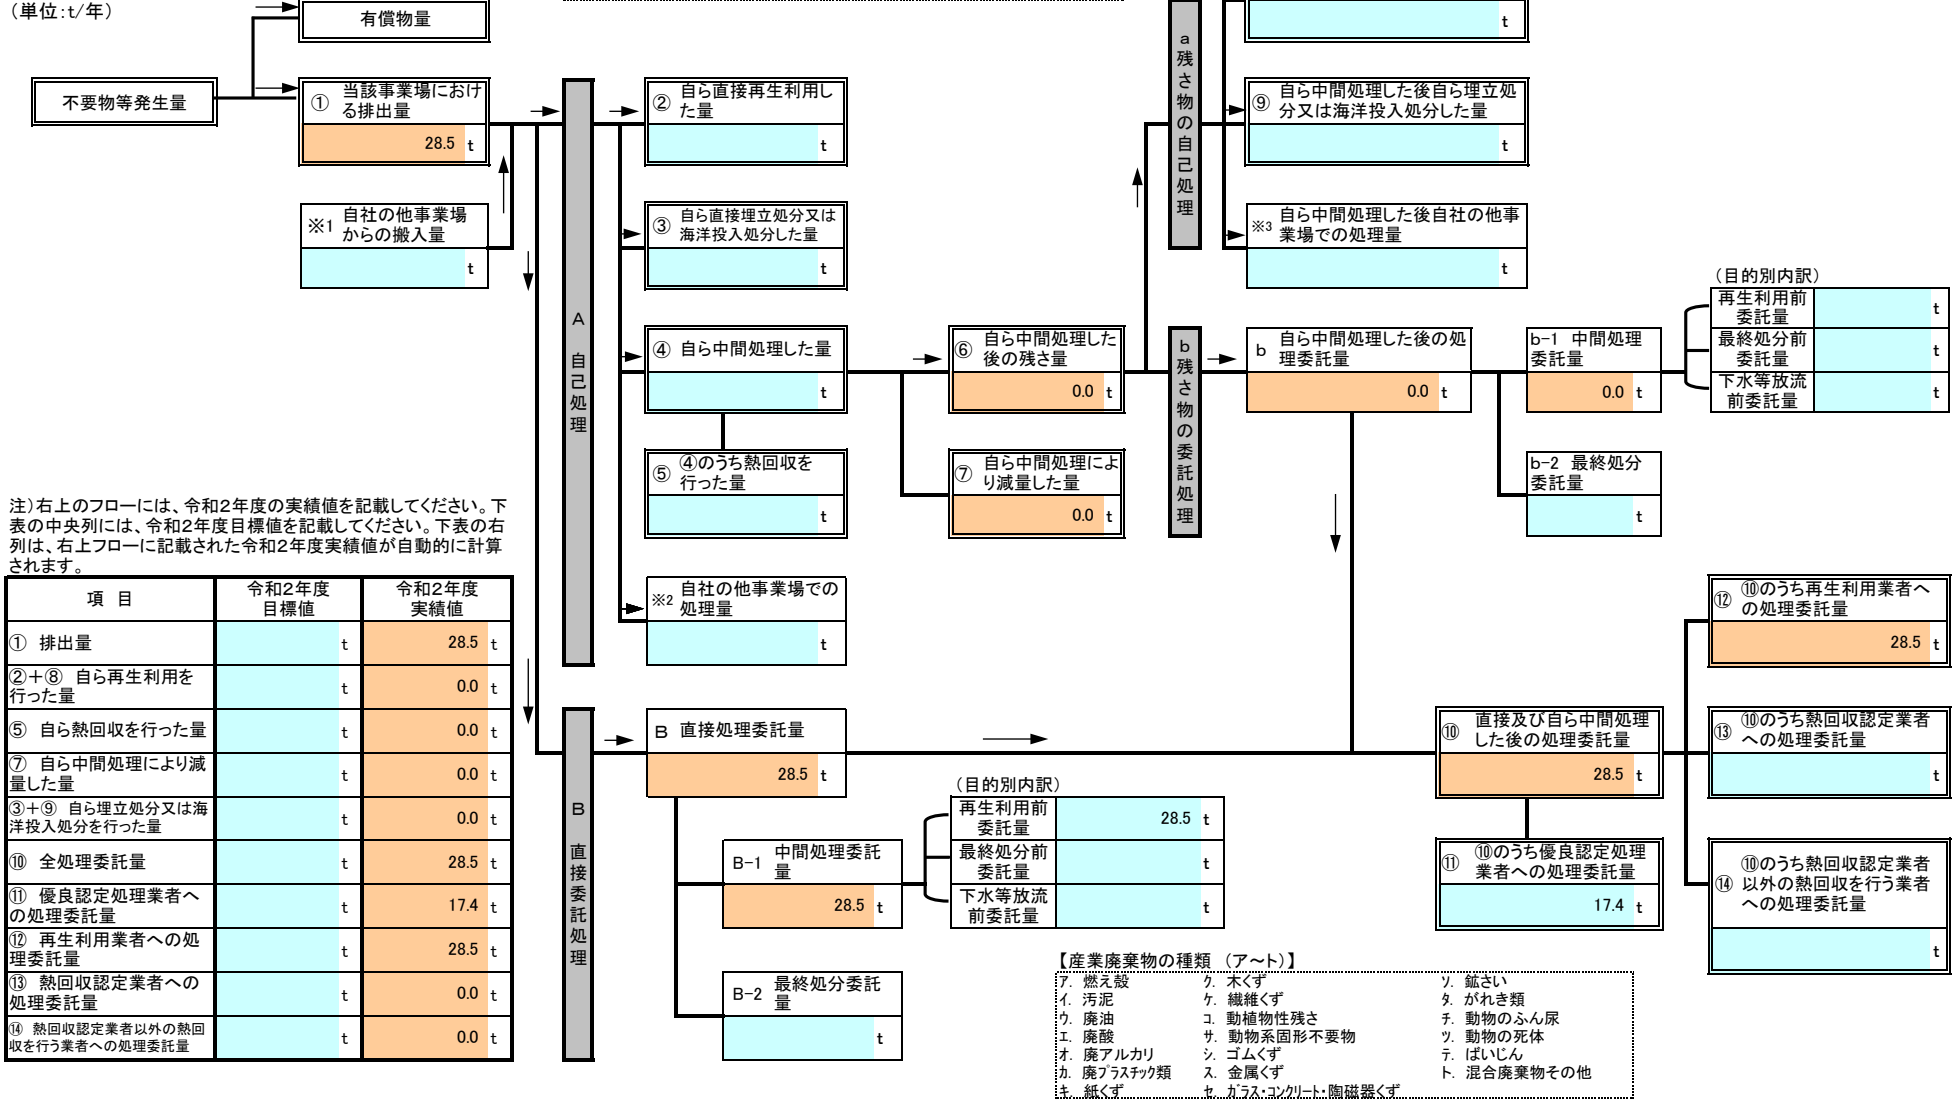 （単位：t/年）
有償物量
t
不要物等発生量
①
当該事業場におけ
る排出量
28.5 t
※1
自社の他事業場
からの搬入量
t
A 自己処理
②
自ら直接再生利用し
た量
t
③
自ら直接埋立処分又は
海洋投入処分した量
t
④ 自ら中間処理した量
t
⑤
④のうち熱回収を
行った量
t
※2
自社の他事業場での
処理量
t
⑥
自ら中間処理した
後の残さ量
0.0 t
⑦
自ら中間処理によ
り減量した量
0.0 t
a 残さ物の自己処理
⑨
自ら中間処理した後自ら埋立処
分又は海洋投入処分した量
t
※3
自ら中間処理した後自社の他事
業場での処理量
t
b 残さ物の委託処理
b
自ら中間処理した後の処
理委託量
0.0 t
b-1 中間処理
委託量
0.0 t
b-2 最終処分
委託量
t
（目的別内訳）
再生利用前
委託量
t
最終処分前
委託量
t
下水等放流
前委託量
t
注）右上のフローには、令和２年度の実績値を記載してください。下
表の中央列には、令和２年度目標値を記載してください。下表の右
列は、右上フローに記載された令和２年度実績値が自動的に計算
されます。
項 目
令和２年度
目標値
令和２年度
実績値
① 排出量
t 28.5 t
②＋⑧ 自ら再生利用を
行った量
t 0.0 t
⑤ 自ら熱回収を行った量
t 0.0 t
⑦ 自ら中間処理により減
量した量
t 0.0 t
③＋⑨ 自ら埋立処分又は海
洋投入処分を行った量
t 0.0 t
⑩ 全処理委託量
t 28.5 t
⑪ 優良認定処理業者へ
の処理委託量
t 17.4 t
⑫ 再生利用業者への処
理委託量
t 28.5 t
⑬ 熱回収認定業者への
処理委託量
t 0.0 t
⑭ 熱回収認定業者以外の熱回
収を行う業者への処理委託量
t 0.0 t
B 直接委託処理
B 直接処理委託量
28.5 t
B-1
中間処理委託
量
28.5 t
B-2
最終処分委託
量
t
（目的別内訳）
再生利用前
委託量
28.5 t
最終処分前
委託量
t
下水等放流
前委託量
t
⑩
直接及び自ら中間処理
した後の処理委託量
28.5 t
⑪
⑩のうち優良認定処理
業者への処理委託量
17.4 t
⑫
⑩のうち再生利用業者へ
の処理委託量
28.5 t
⑬
⑩のうち熱回収認定業者
への処理委託量
t
⑭
⑩のうち熱回収認定業者
以外の熱回収を行う業者
への処理委託量
t
【産業廃棄物の種類 （ア～ト）】
ア. 燃え殻 ク. 木くず ソ. 鉱さい
イ. 汚泥 ケ. 繊維くず タ. がれき類
ウ. 廃油 コ. 動植物性残さ チ. 動物のふん尿
エ. 廃酸 サ. 動物系固形不要物 ツ. 動物の死体
オ. 廃アルカリ シ. ゴムくず テ. ばいじん
カ. 廃プラスチック類 ス. 金属くず ト. 混合廃棄物その他
キ. 紙くず セ. ガラス・コンクリート・陶磁器くず